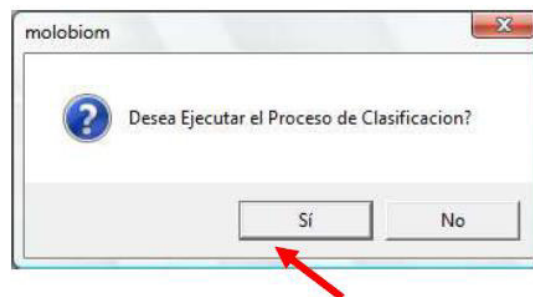 molobiom
Desea Ejecutar el Proceso de Clasificacion?
Sí
No